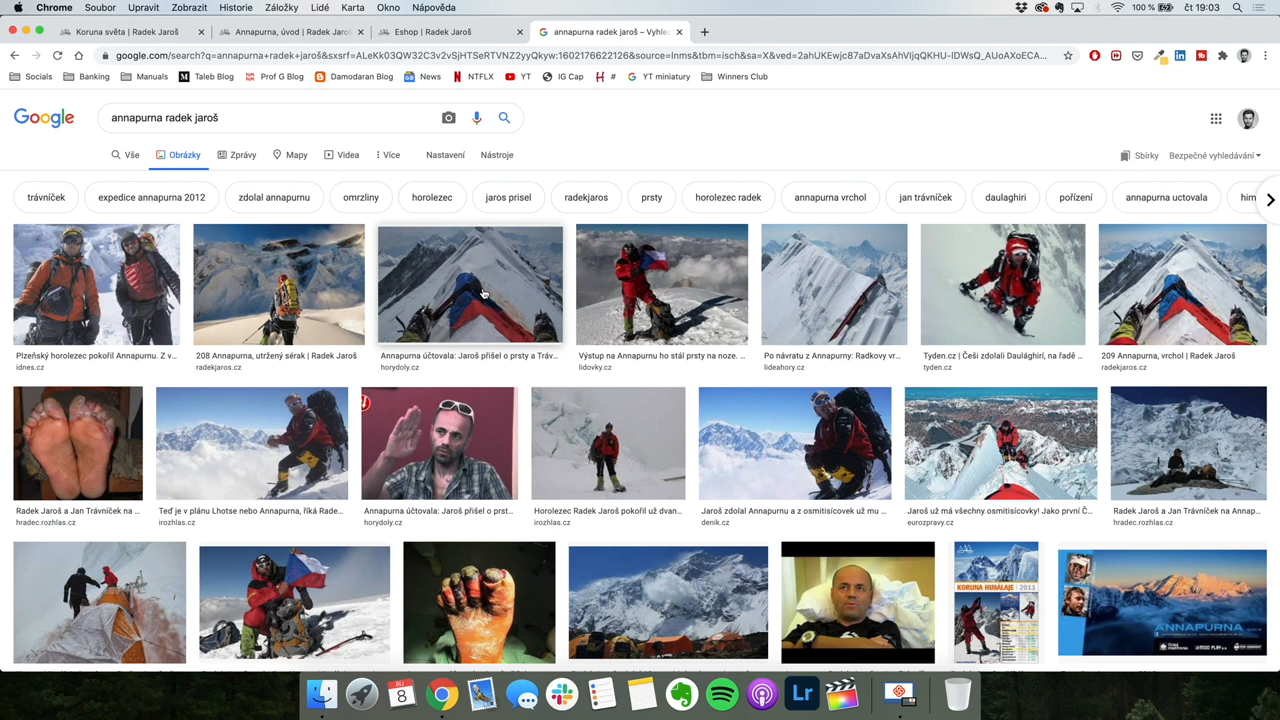 Chrome Soubor Upravit Zobrazit Historie Záložky Lidé Karta Okno Nápověda 100 % čt 19:03
Koruna světa | Radek Jaroš Annapurna, úvod | Radek Jaroš Eshop | Radek Jaroš annapurna radek jaroš – Vyhle
google.com/search?q=annapurna+radek+jaroš&sxsrf=ALeKk03QW32C3v2vSjHTSeRTVNZ2yyQkyw:1602176622126&source=lnms&tbm=isch&sa=X&ved=2ahUKEwjc87aDvaXsAhVIjqQKHU-lDWsQ_AUoAXoEC...
Socials Banking Manuals Taleb Blog Prof G Blog Damodaran Blog News NTFLX YT IG Cap # YT miniatury Winners Club
Google annapurna radek jaroš
Vše Obrázky Zprávy Mapy Videa Více Nastavení Nástroje Sbírky Bezpečné vyhledávání
trávníček expedice annapurna 2012 zdolal annapurnu omrzliny horolezec jaros prisel radekjaros prsty horolezec radek annapurna vrchol jan trávníček daulaghiri pořízení annapurna uctovala him
Plzeňský horolezec pokořil Annapurnu. Z v... 208 Annapurna, utržený sérak | Radek Jaroš Annapurna účtovala: Jaroš přišel o prsty a Tráv... Výstup na Annapurnu ho stál prsty na noze. ... Po návratu z Annapurny: Radkovy vr... Tyden.cz | Češi zdolali Daulághirí, na řadě ... 209 Annapurna, vrchol | Radek Jaroš
idnes.cz radekjaros.cz horydoly.cz lidovky.cz lideahory.cz tyden.cz radekjaros.cz
Radek Jaroš a Jan Trávníček na ... Teď je v plánu Lhotse nebo Annapurna, říká Rade... Annapurna účtovala: Jaroš přišel o prst... Horolezec Radek Jaroš pokořil už dvan... Jaroš zdolal Annapurnu a z osmitisícovek už mu ... Jaroš už má všechny osmitisícovky! Jako první Č... Radek Jaroš a Jan Trávníček na Annap...
hradec.rozhlas.cz irozhlas.cz horydoly.cz irozhlas.cz denik.cz eurozpravy.cz hradec.rozhlas.cz
KORUNA HIMÁLAJE 2011
ANNAPURNA
8
Lr